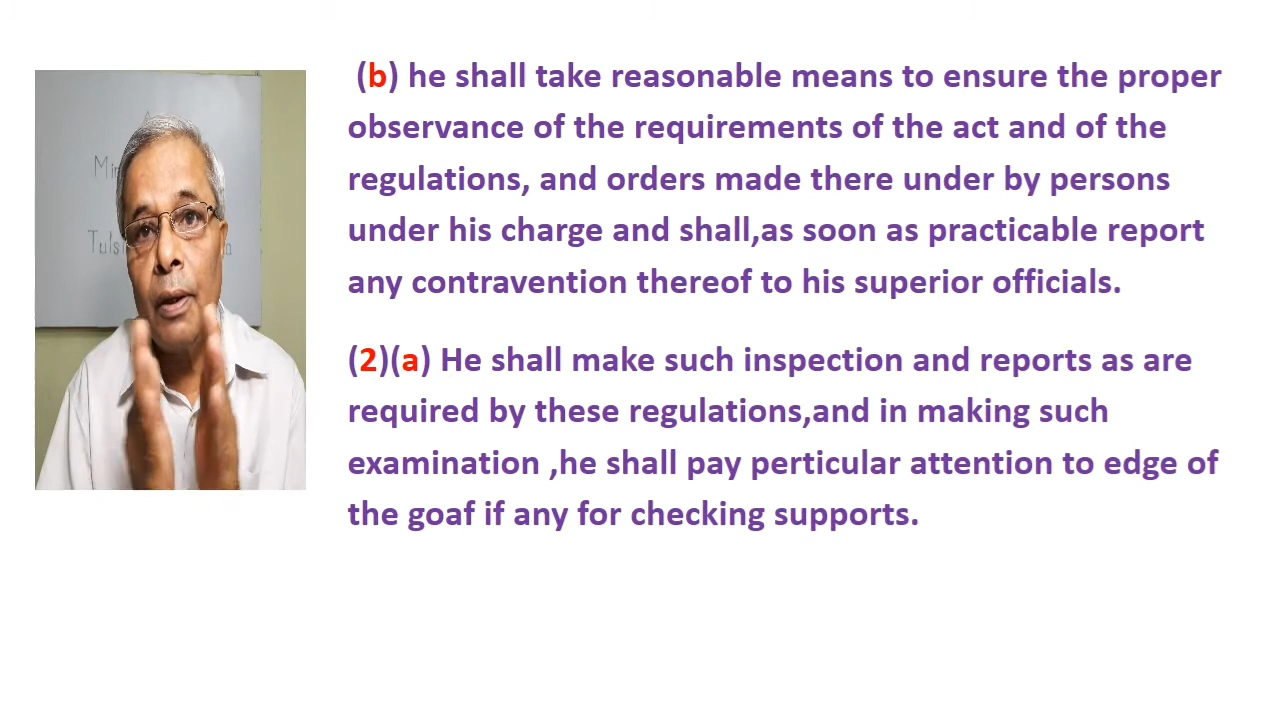 (b) he shall take reasonable means to ensure the proper
observance of the requirements of the act and of the
regulations, and orders made there under by persons
under his charge and shall,as soon as practicable report
any contravention thereof to his superior officials.
(2)(a) He shall make such inspection and reports as are
required by these regulations,and in making such
examination ,he shall pay perticular attention to edge of
the goaf if any for checking supports.